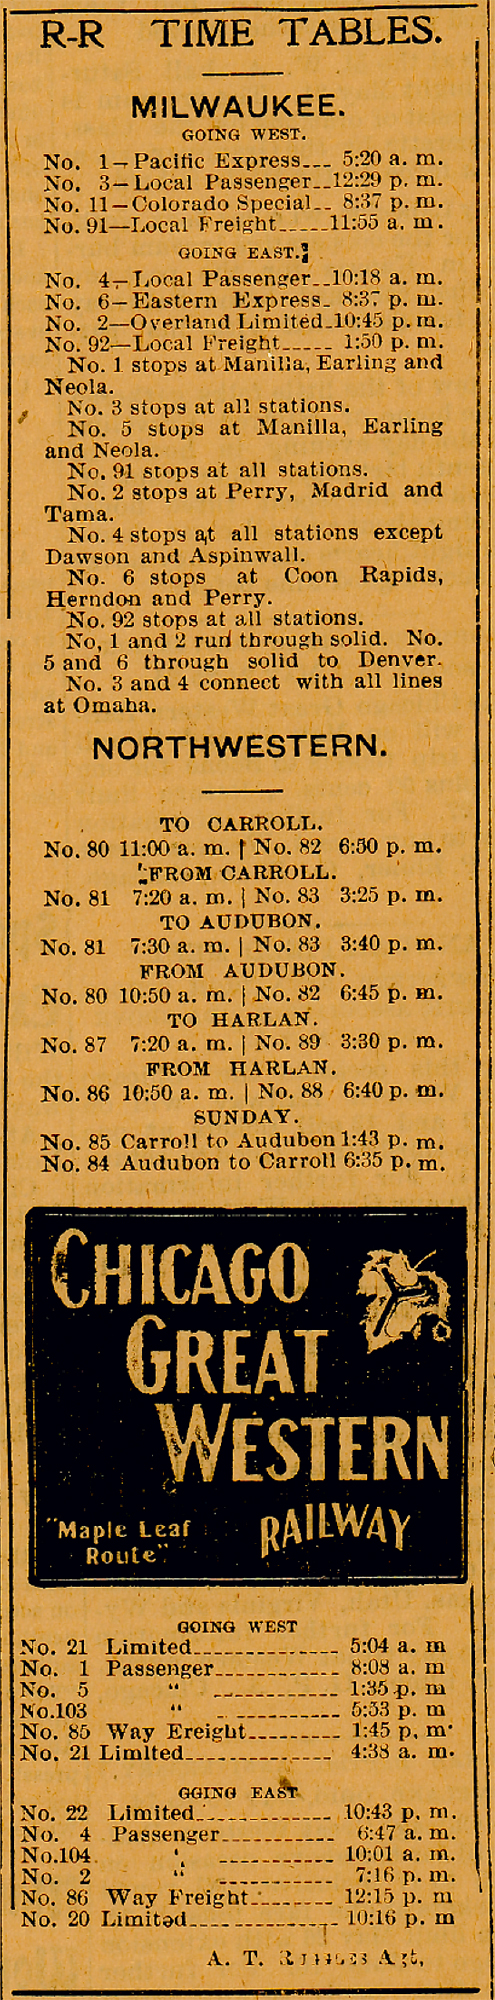 R-R TIME TABLES.
MILWAUKEE.
GOING WEST.
No. 1—Pacific Express--- 5:20 a. m.
No. 3—Local Passenger--12:29 p. m.
No. 11—Colorado Special-- 8:37 p. m.
No. 91—Local Freight-----11:55 a. m.
GOING EAST.
No. 4—Local Passenger--10:18 a. m.
No. 6—Eastern Express- 8:37 p. m.
No. 2—Overland Limited-10:45 p. m.
No. 92—Local Freight----- 1:50 p. m.
No. 1 stops at Manilla, Earling and
Neola.
No. 3 stops at all stations.
No. 5 stops at Manilla, Earling
and Neola.
No. 91 stops at all stations.
No. 2 stops at Perry, Madrid and
Tama.
No. 4 stops at all stations except
Dawson and Aspinwall.
No. 6 stops at Coon Rapids,
Herndon and Perry.
No. 92 stops at all stations.
No, 1 and 2 run through solid. No.
5 and 6 through solid to Denver.
No. 3 and 4 connect with all lines
at Omaha.
NORTHWESTERN.
TO CARROLL.
No. 80 11:00 a. m. | No. 82 6:50 p. m.
FROM CARROLL.
No. 81 7:20 a. m. | No. 83 3:25 p. m.
TO AUDUBON.
No. 81 7:30 a. m. | No. 83 3:40 p. m.
FROM AUDUBON.
No. 80 10:50 a. m. | No. 82 6:45 p. m.
TO HARLAN.
No. 87 7:20 a. m. | No. 89 3:30 p. m.
FROM HARLAN.
No. 86 10:50 a. m. | No. 88 6:40 p. m.
SUNDAY.
No. 85 Carroll to Audubon 1:43 p. m.
No. 84 Audubon to Carroll 6:35 p. m.
CHICAGO
GREAT
WESTERN
RAILWAY
"Maple Leaf
Route"
GOING WEST
No. 21 Limited--------------- 5:04 a. m
No. 1 Passenger------------- 8:08 a. m
No. 5 “ ------------- 1:35 p. m
No.103 “ ------------ 5:53 p. m
No. 85 Way Ereight--------- 1:45 p, m·
No. 21 Limited--------------- 4:38 a. m.
GGING EAST
No. 22 Limited-------------- 10:43 p, m.
No. 4 Passenger------------ 6:47 a. m.
No.104 ‘ ------------ 10:01 a. m.
No. 2 “ ------------ 7:16 p. m.
No. 86 Way Freight--------- 12:15 p. m
No. 20 Limited-------------- 10:16 p. m
A. T. Agt,